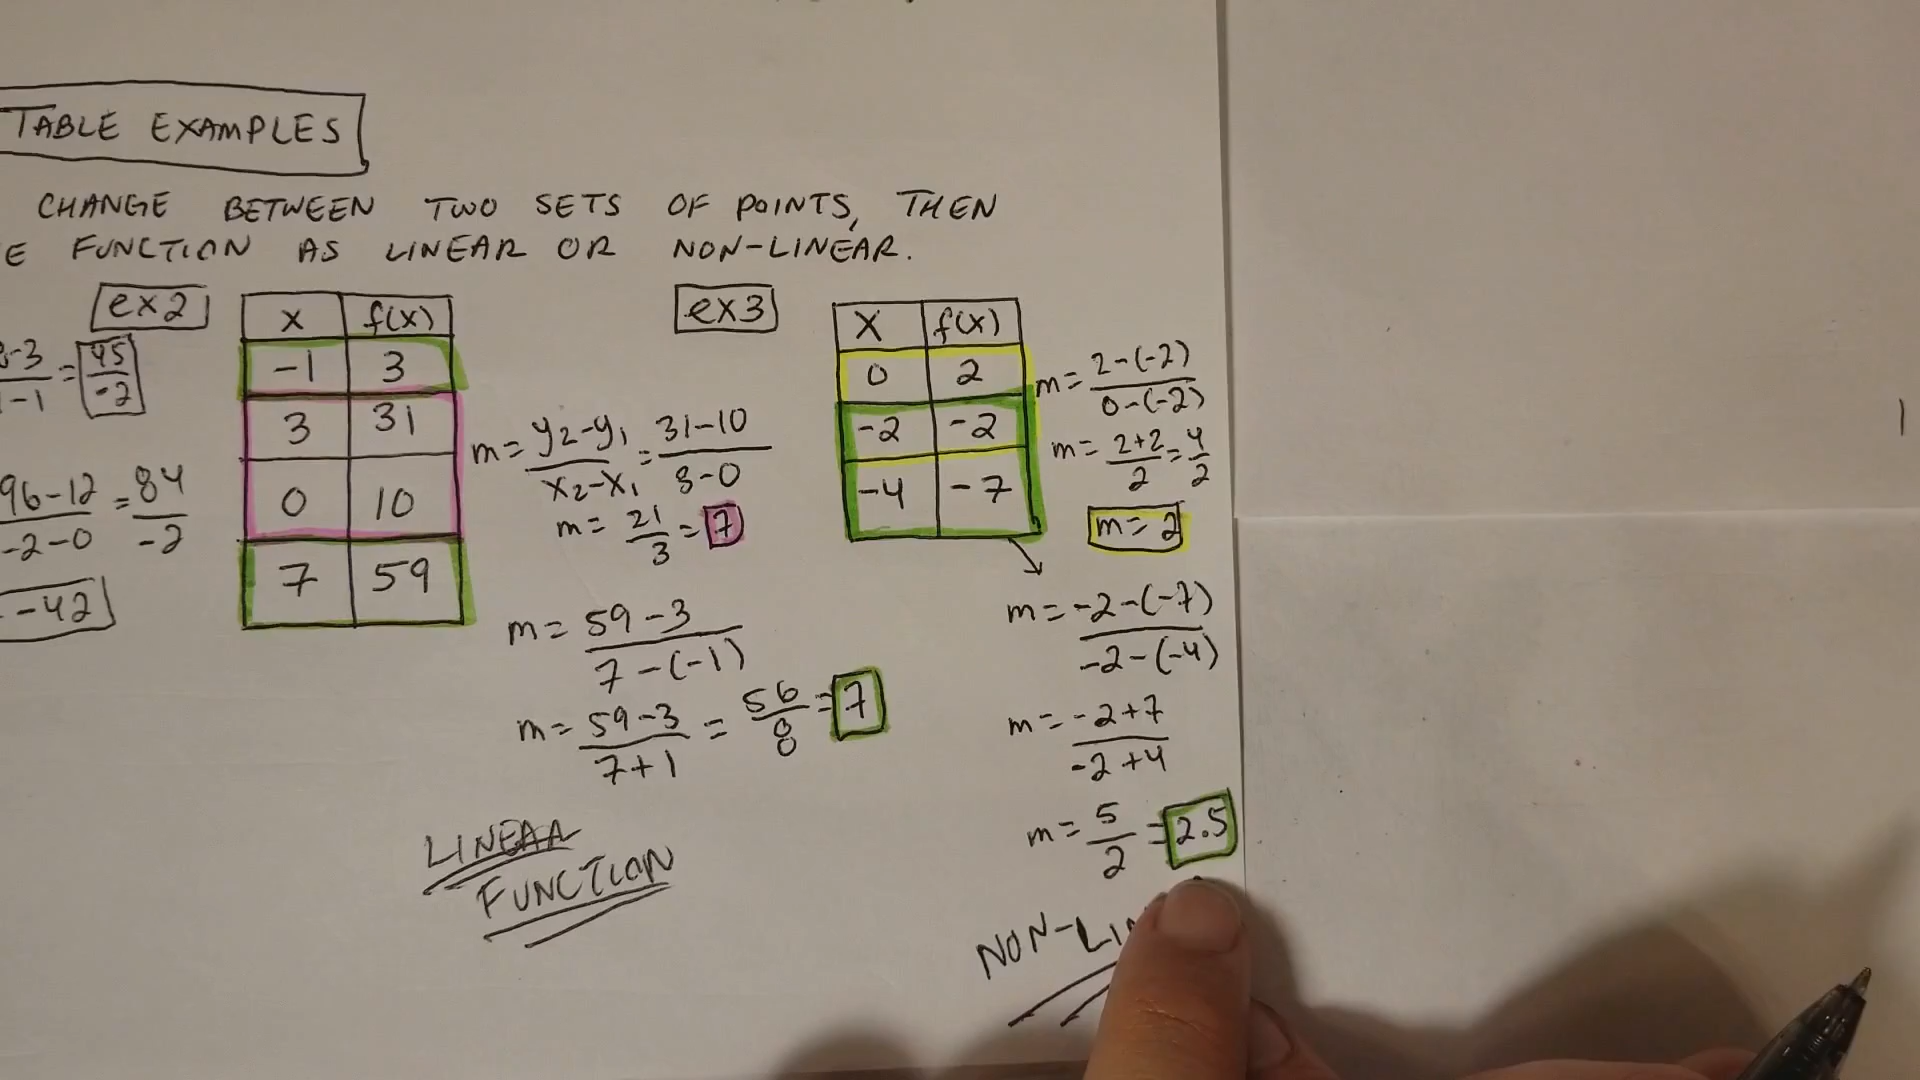 TABLE EXAMPLES
CHANGE BETWEEN TWO SETS OF POINTS, THEN
E FUNCTION AS LINEAR OR NON-LINEAR.
-3
-1
= 45
-2
96-12 = 84
-2-0 -2
-42
ex2
x f(x)
-1 3
3 31
0 10
7 59
m= y2-y1 = 31-10
x2-x1 3-0
m= 21 = 7
3
m= 59-3
7-(-1)
m= 59-3 = 56 = 7
7+1 8
LINEAR
FUNCTION
ex3
X f(x)
0 2
-2 -2
-4 -7
m= 2-(-2)
0-(-2)
m= 2+2 = 4
2 2
m=2
m= -2-(-7)
-2-(-4)
m= -2+7
-2+4
m= 5 = 2.5
2
NON-LIN